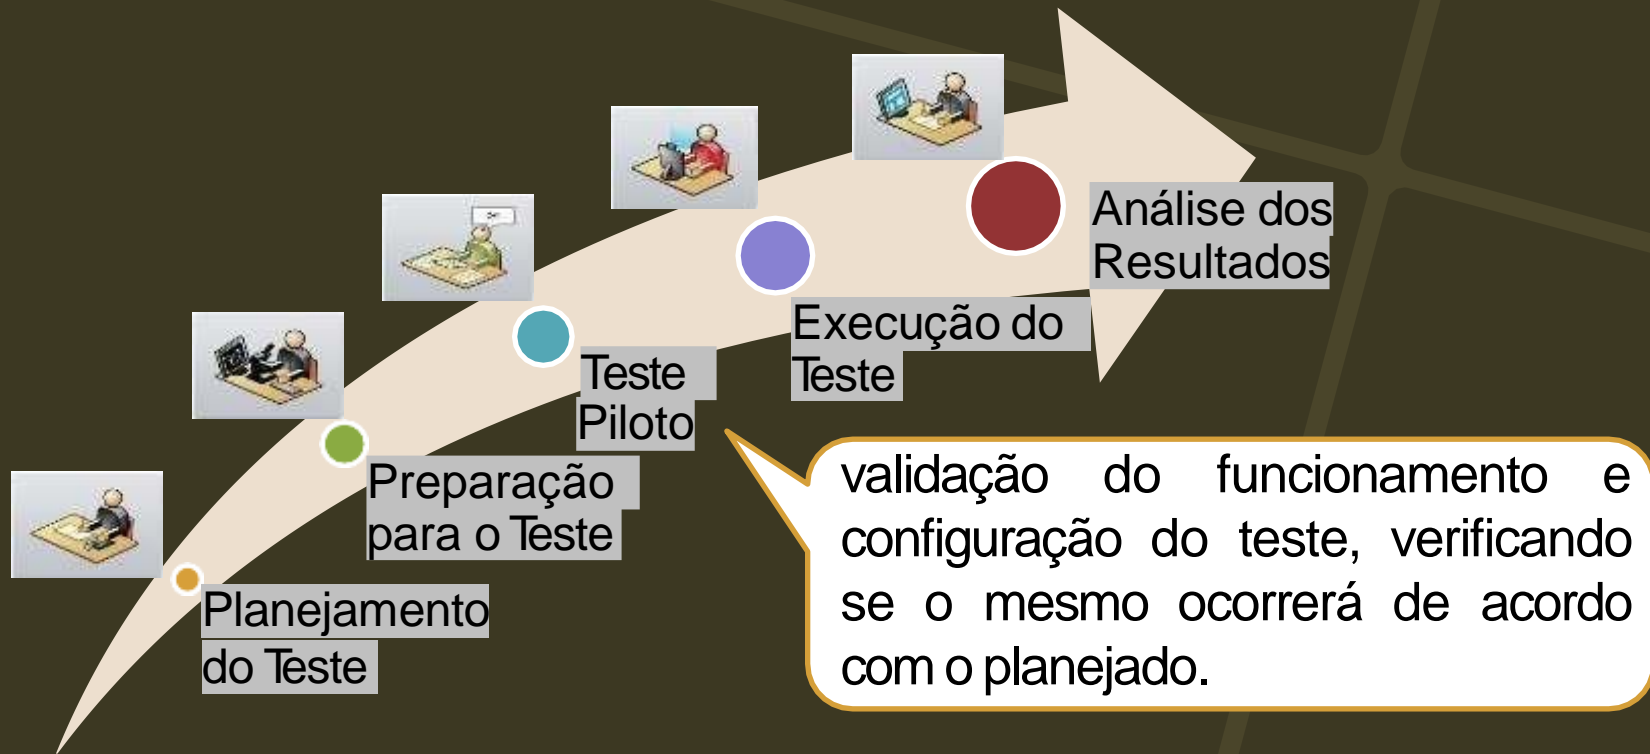 Análise dos
Resultados
Execução do
Teste
Teste
Piloto
Preparação
para o Teste
Planejamento
do Teste
validação do funcionamento e
configuração do teste, verificando
se o mesmo ocorrerá de acordo
com o planejado.